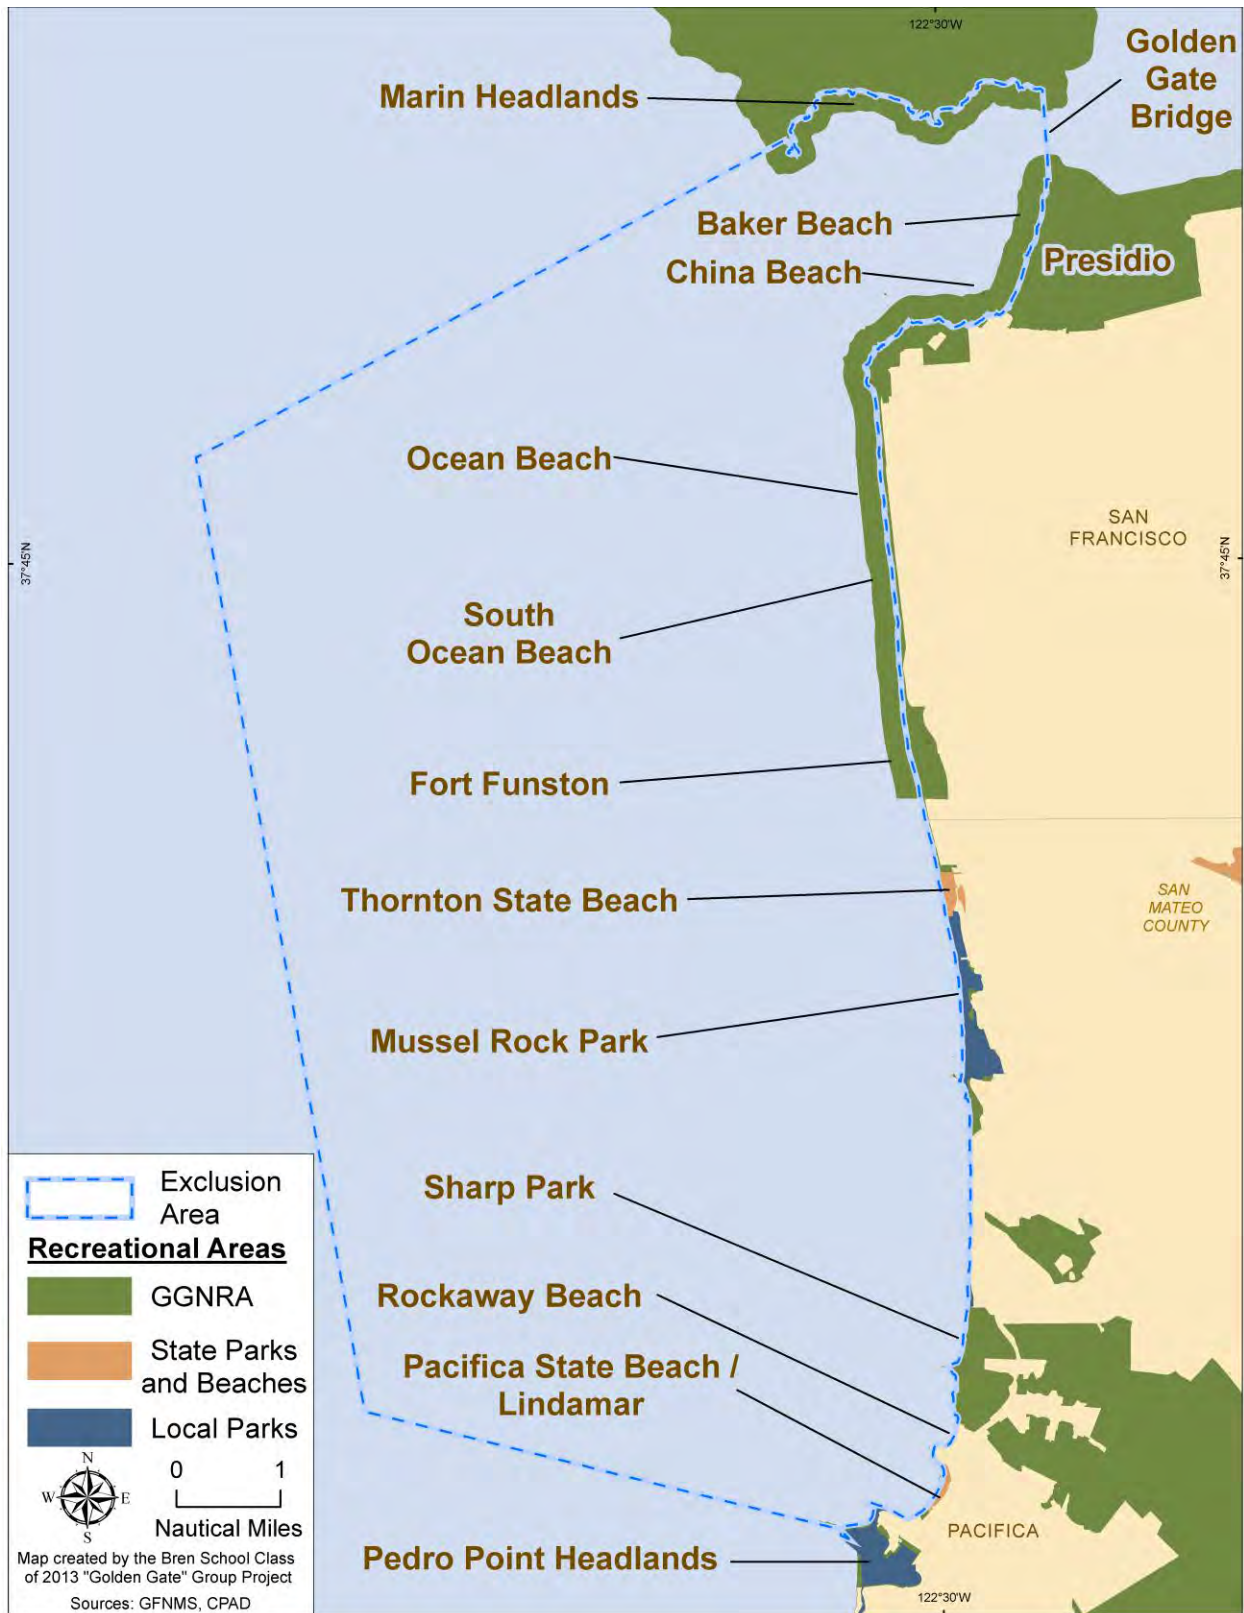 122°30'W
Golden
Gate
Bridge
Marin Headlands
Baker Beach
China Beach
Presidio
Ocean Beach
SAN
FRANCISCO
37°45'N
37°45'N
South
Ocean Beach
Fort Funston
Thornton State Beach
SAN
MATEO
COUNTY
Mussel Rock Park
Sharp Park
Rockaway Beach
Pacifica State Beach /
Lindamar
PACIFICA
Pedro Point Headlands
122°30'W
Exclusion
Area
Recreational Areas
GGNRA
State Parks
and Beaches
Local Parks
N
W E
S
0 1
Nautical Miles
Map created by the Bren School Class
of 2013 "Golden Gate" Group Project
Sources: GFNMS, CPAD